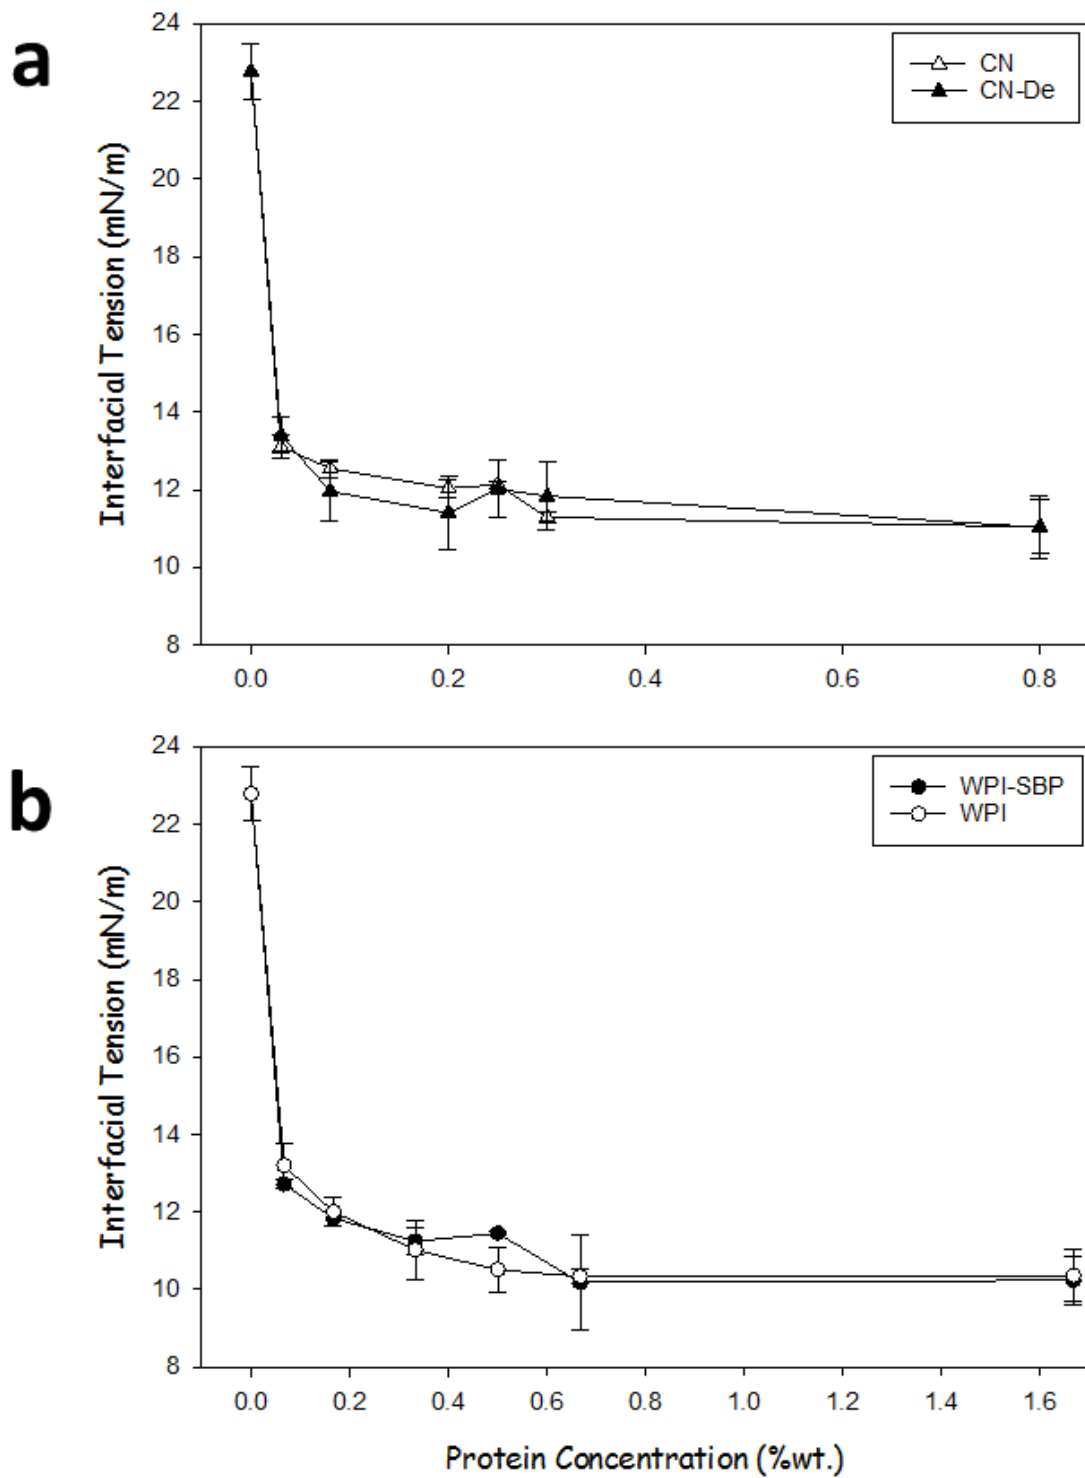 a
24
22
20
18
16
14
12
10
8
Interfacial Tension (mN/m)
CN
CN-De
0.0 0.2 0.4 0.6 0.8
b
24
22
20
18
16
14
12
10
8
Interfacial Tension (mN/m)
WPI-SBP
WPI
0.0 0.2 0.4 0.6 0.8 1.0 1.2 1.4 1.6
Protein Concentration (%wt.)